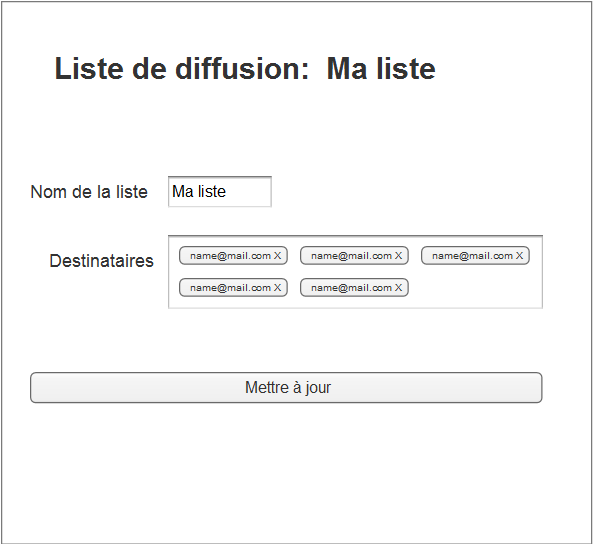 Liste de diffusion: Ma liste
Nom de la liste Ma liste
Destinataires
name@mail.com X name@mail.com X name@mail.com X
name@mail.com X name@mail.com X
Mettre à jour